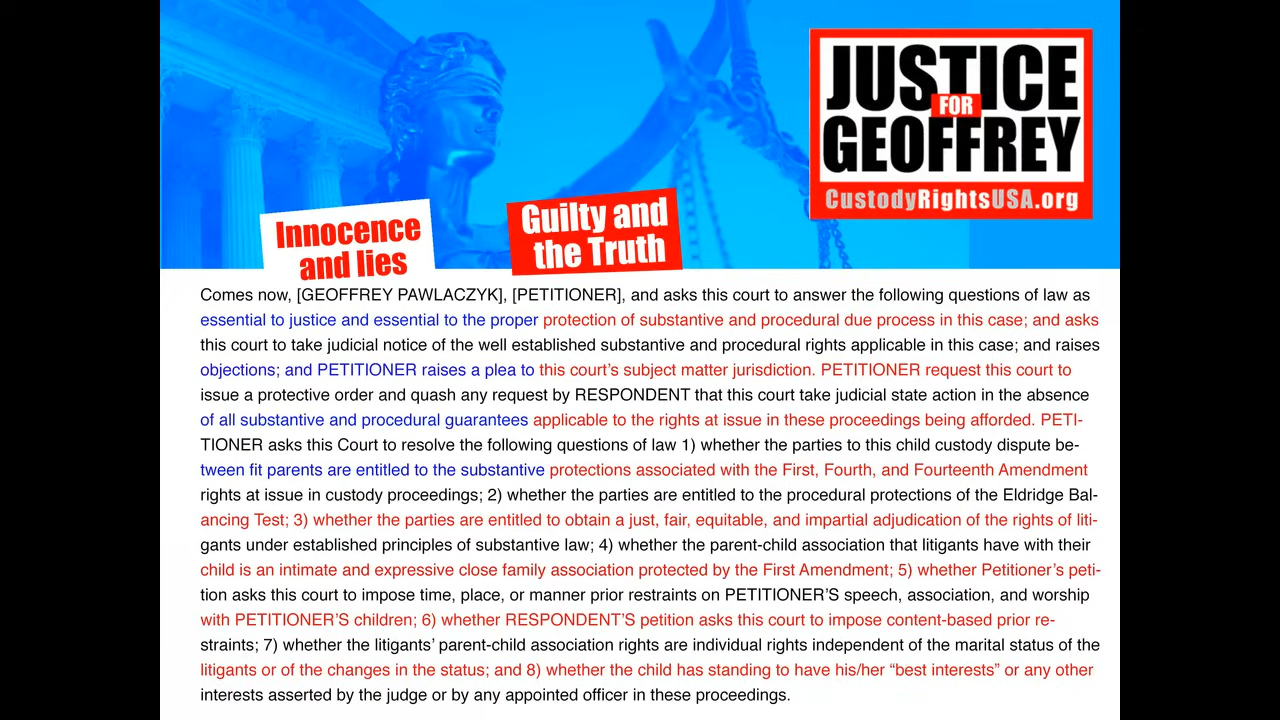 JUSTICE
FOR
GEOFFREY
CustodyRightsUSA.org
Innocence
and lies
Guilty and
the Truth
Comes now, [GEOFFREY PAWLACZYK], [PETITIONER], and asks this court to answer the following questions of law as
essential to justice and essential to the proper protection of substantive and procedural due process in this case; and asks
this court to take judicial notice of the well established substantive and procedural rights applicable in this case; and raises
objections; and PETITIONER raises a plea to this court’s subject matter jurisdiction. PETITIONER request this court to
issue a protective order and quash any request by RESPONDENT that this court take judicial state action in the absence
of all substantive and procedural guarantees applicable to the rights at issue in these proceedings being afforded. PETI-
TIONER asks this Court to resolve the following questions of law 1) whether the parties to this child custody dispute be-
tween fit parents are entitled to the substantive protections associated with the First, Fourth, and Fourteenth Amendment
rights at issue in custody proceedings; 2) whether the parties are entitled to the procedural protections of the Eldridge Bal-
ancing Test; 3) whether the parties are entitled to obtain a just, fair, equitable, and impartial adjudication of the rights of liti-
gants under established principles of substantive law; 4) whether the parent-child association that litigants have with their
child is an intimate and expressive close family association protected by the First Amendment; 5) whether Petitioner’s peti-
tion asks this court to impose time, place, or manner prior restraints on PETITIONER’S speech, association, and worship
with PETITIONER’S children; 6) whether RESPONDENT’S petition asks this court to impose content-based prior re-
straints; 7) whether the litigants’ parent-child association rights are individual rights independent of the marital status of the
litigants or of the changes in the status; and 8) whether the child has standing to have his/her “best interests” or any other
interests asserted by the judge or by any appointed officer in these proceedings.